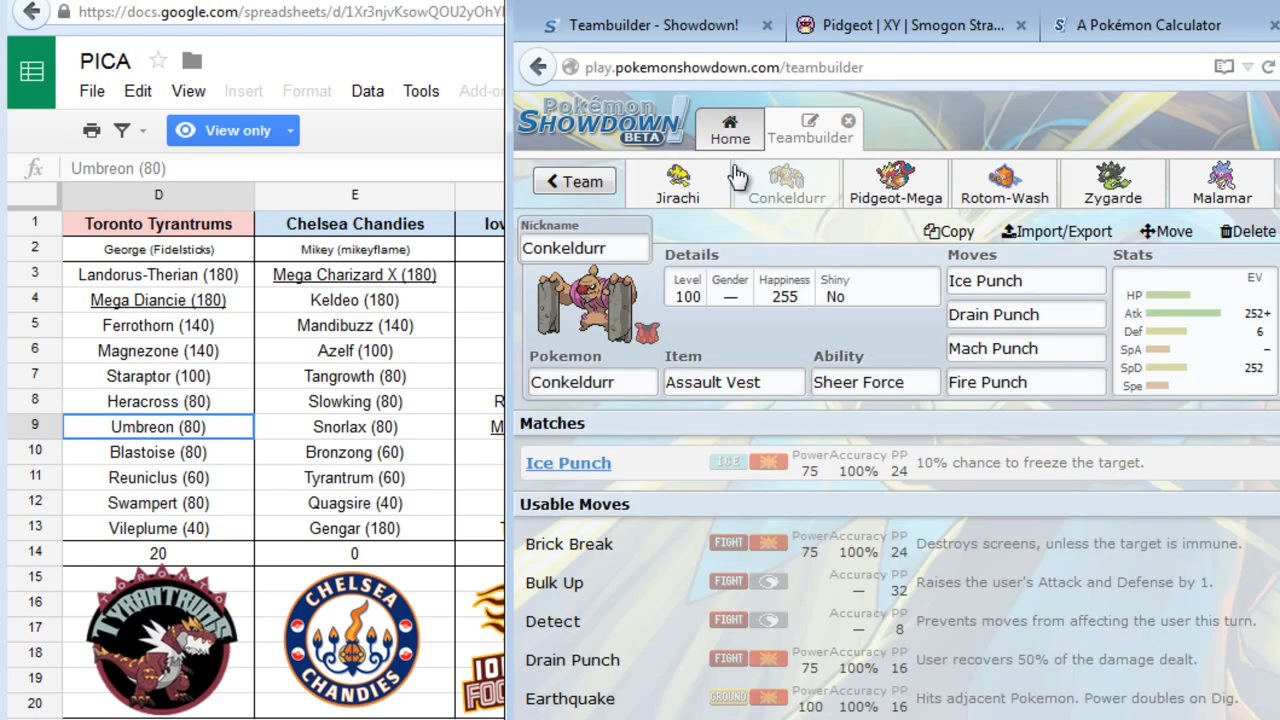 https://docs.google.com/spreadsheets/d/1Xr3njvKsowQOU2yOhY
PICA
File Edit View Insert Format Data Tools Add-o
View only
fx Umbreon (80)
D E
1 Toronto Tyrantrums Chelsea Chandies Iov
2 George (Fidelsticks) Mikey (mikeyflame)
3 Landorus-Therian (180) Mega Charizard X (180)
4 Mega Diancie (180) Keldeo (180)
5 Ferrothorn (140) Mandibuzz (140)
6 Magnezone (140) Azelf (100)
7 Staraptor (100) Tangrowth (80)
8 Heracross (80) Slowking (80) R
9 Umbreon (80) Snorlax (80) M
10 Blastoise (80) Bronzong (60)
11 Reuniclus (60) Tyrantrum (60)
12 Swampert (80) Quagsire (40)
13 Vileplume (40) Gengar (180)
14 20 0
15
16
17
18
19
20
TORONTO
TYRANTRUMS
CHELSEA
CHANDIES
IO
FOO
Teambuilder - Showdown!
Pidgeot | XY | Smogon Stra...
A Pokémon Calculator
play.pokemonshowdown.com/teambuilder
Pokémon
SHOWDOWN!
BETA
Home
Teambuilder
Team
Jirachi Conkeldurr Pidgeot-Mega Rotom-Wash Zygarde Malamar
Copy Import/Export Move Delete
Nickname
Conkeldurr
Details
Level Gender Happiness Shiny
100 — 255 No
Pokemon Item Ability
Conkeldurr Assault Vest Sheer Force
Moves
Ice Punch
Drain Punch
Mach Punch
Fire Punch
Stats
EV
HP
Atk 252+
Def 6
SpA –
SpD 252
Spe
Matches
Ice Punch ICE Power 75 Accuracy 100% PP 24 10% chance to freeze the target.
Usable Moves
Brick Break FIGHT Power 75 Accuracy 100% PP 24 Destroys screens, unless the target is immune.
Bulk Up FIGHT Accuracy — PP 32 Raises the user's Attack and Defense by 1.
Detect FIGHT Accuracy — PP 8 Prevents moves from affecting the user this turn.
Drain Punch FIGHT Power 75 Accuracy 100% PP 16 User recovers 50% of the damage dealt.
Earthquake GROUND Power 100 Accuracy 100% PP 16 Hits adjacent Pokemon. Power doubles on Dig.